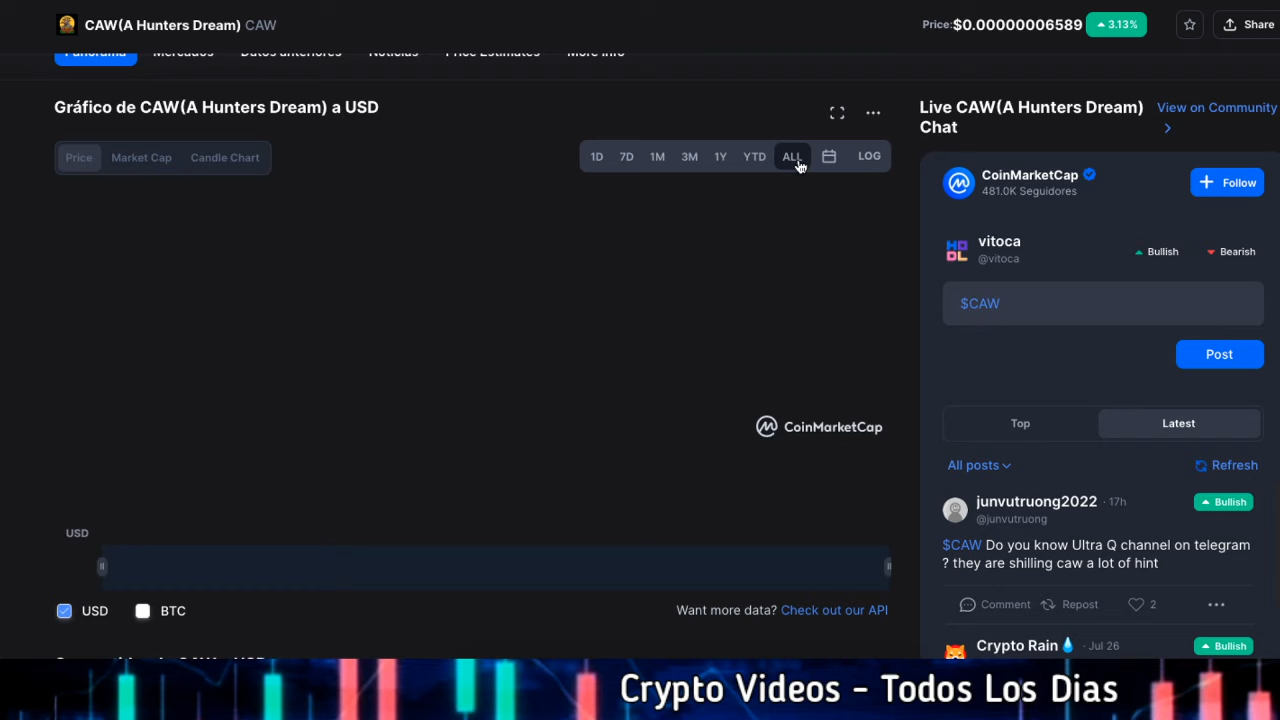 CAW(A Hunters Dream) CAW
Price:$0.00000006589 3.13%
Share
Panorama Mercados Datos anteriores Noticias Price Estimates More Info
Gráfico de CAW(A Hunters Dream) a USD
Price Market Cap Candle Chart
1D 7D 1M 3M 1Y YTD ALL LOG
CoinMarketCap
USD
USD BTC
Want more data? Check out our API
Live CAW(A Hunters Dream) Chat
View on Community
CoinMarketCap
481.0K Seguidores
Follow
vitoca
@vitoca
Bullish Bearish
$CAW
Post
Top Latest
All posts Refresh
junvutruong2022 · 17h
@junvutruong
Bullish
$CAW Do you know Ultra Q channel on telegram
? they are shilling caw a lot of hint
Comment Repost 2
Crypto Rain · Jul 26
Bullish
Crypto Videos - Todos Los Dias